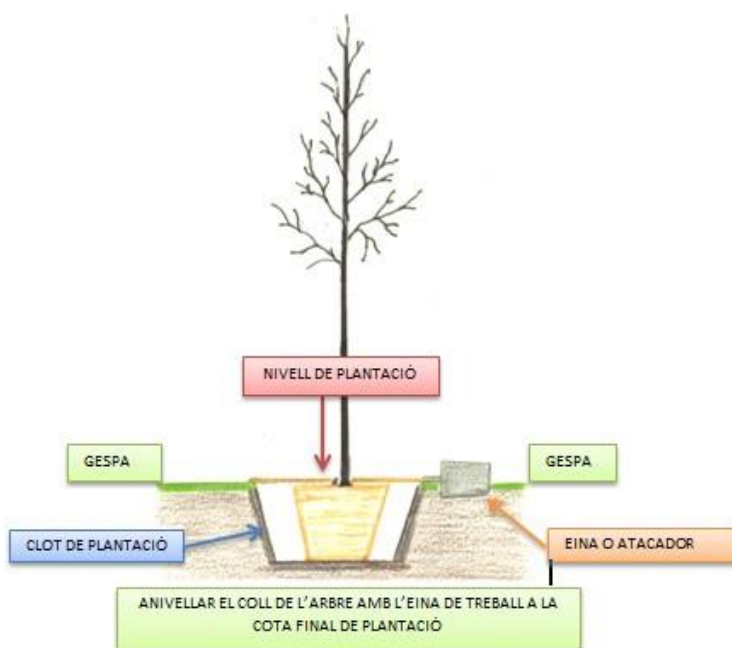 NIVELL DE PLANTACIÓ
GESPA
GESPA
CLOT DE PLANTACIÓ
EINA O ATACADOR
ANIVELLAR EL COLL DE L'ARBRE AMB L'EINA DE TREBALL A LA
COTA FINAL DE PLANTACIÓ